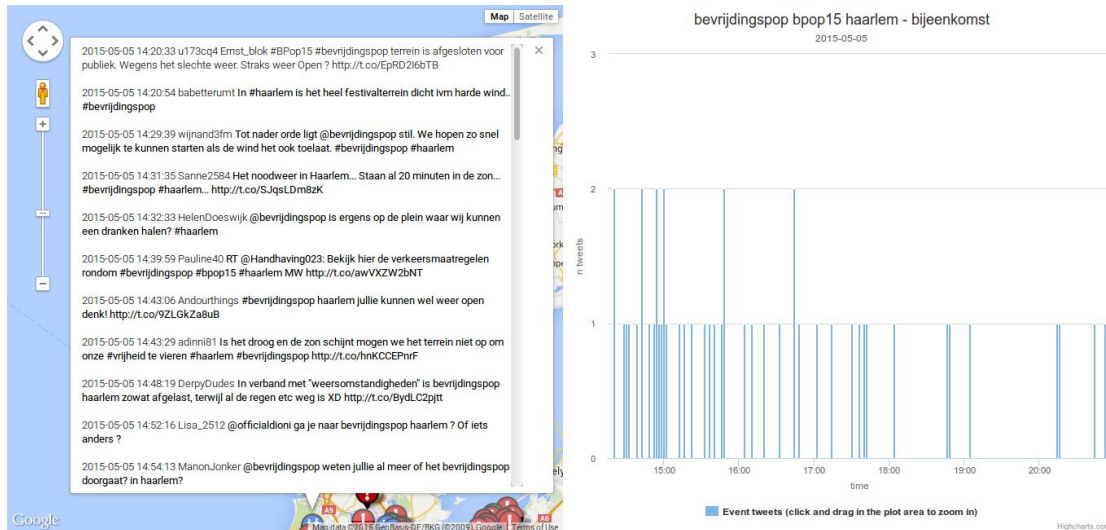 Map Satellite
2015-05-05 14:20:33 u173cq4 Ernst_blok #BPop15 #bevrijdingspop terrein is afgesloten voor
publiek. Wegens het slechte weer. Straks weer Open ? http://t.co/EpRD2I6bTB
2015-05-05 14:20:54 babetterumt In #haarlem is het heel festivalterrein dicht ivm harde wind..
#bevrijdingspop
2015-05-05 14:29:39 wijnand3fm Tot nader orde ligt @bevrijdingspop stil. We hopen zo snel
mogelijk te kunnen starten als de wind het ook toelaat. #bevrijdingspop #haarlem
2015-05-05 14:31:35 Sanne2584 Het noodweer in Haarlem... Staan al 20 minuten in de zon...
#bevrijdingspop #haarlem... http://t.co/SJqsLDm8zK
2015-05-05 14:32:33 HelenDoeswijk @bevrijdingspop is ergens op de plein waar wij kunnen
een dranken halen? #haarlem
2015-05-05 14:39:59 Pauline40 RT @Handhaving023: Bekijk hier de verkeersmaatregelen
rondom #bevrijdingspop #bpop15 #haarlem MW http://t.co/awVXZW2bNT
2015-05-05 14:43:06 Andourthings #bevrijdingspop haarlem jullie kunnen wel weer open
denk! http://t.co/9ZLGkZa8uB
2015-05-05 14:43:29 adinni81 Is het droog en de zon schijnt mogen we het terrein niet op om
onze #vrijheid te vieren #haarlem #bevrijdingspop http://t.co/hnKCCEPnrF
2015-05-05 14:48:19 DerpyDudes In verband met "weersomstandigheden" is bevrijdingspop
haarlem zowat afgelast, terwijl al de regen etc weg is XD http://t.co/BydLC2pjtt
2015-05-05 14:52:16 Lisa_2512 @officialdioni ga je naar bevrijdingspop haarlem ? Of iets
anders ?
2015-05-05 14:54:13 ManonJonker @bevrijdingspop weten jullie al meer of het bevrijdingspop
doorgaat? in haarlem?
A9
A6
Google
Map data ©2015 GeoBasis-DE/BKG (©2009), Google Terms of Use
bevrijdingspop bpop15 haarlem - bijeenkomst
2015-05-05
3
2
1
0
n tweets
15:00 16:00 17:00 18:00 19:00 20:00
time
Event tweets (click and drag in the plot area to zoom in)
Highcharts.com